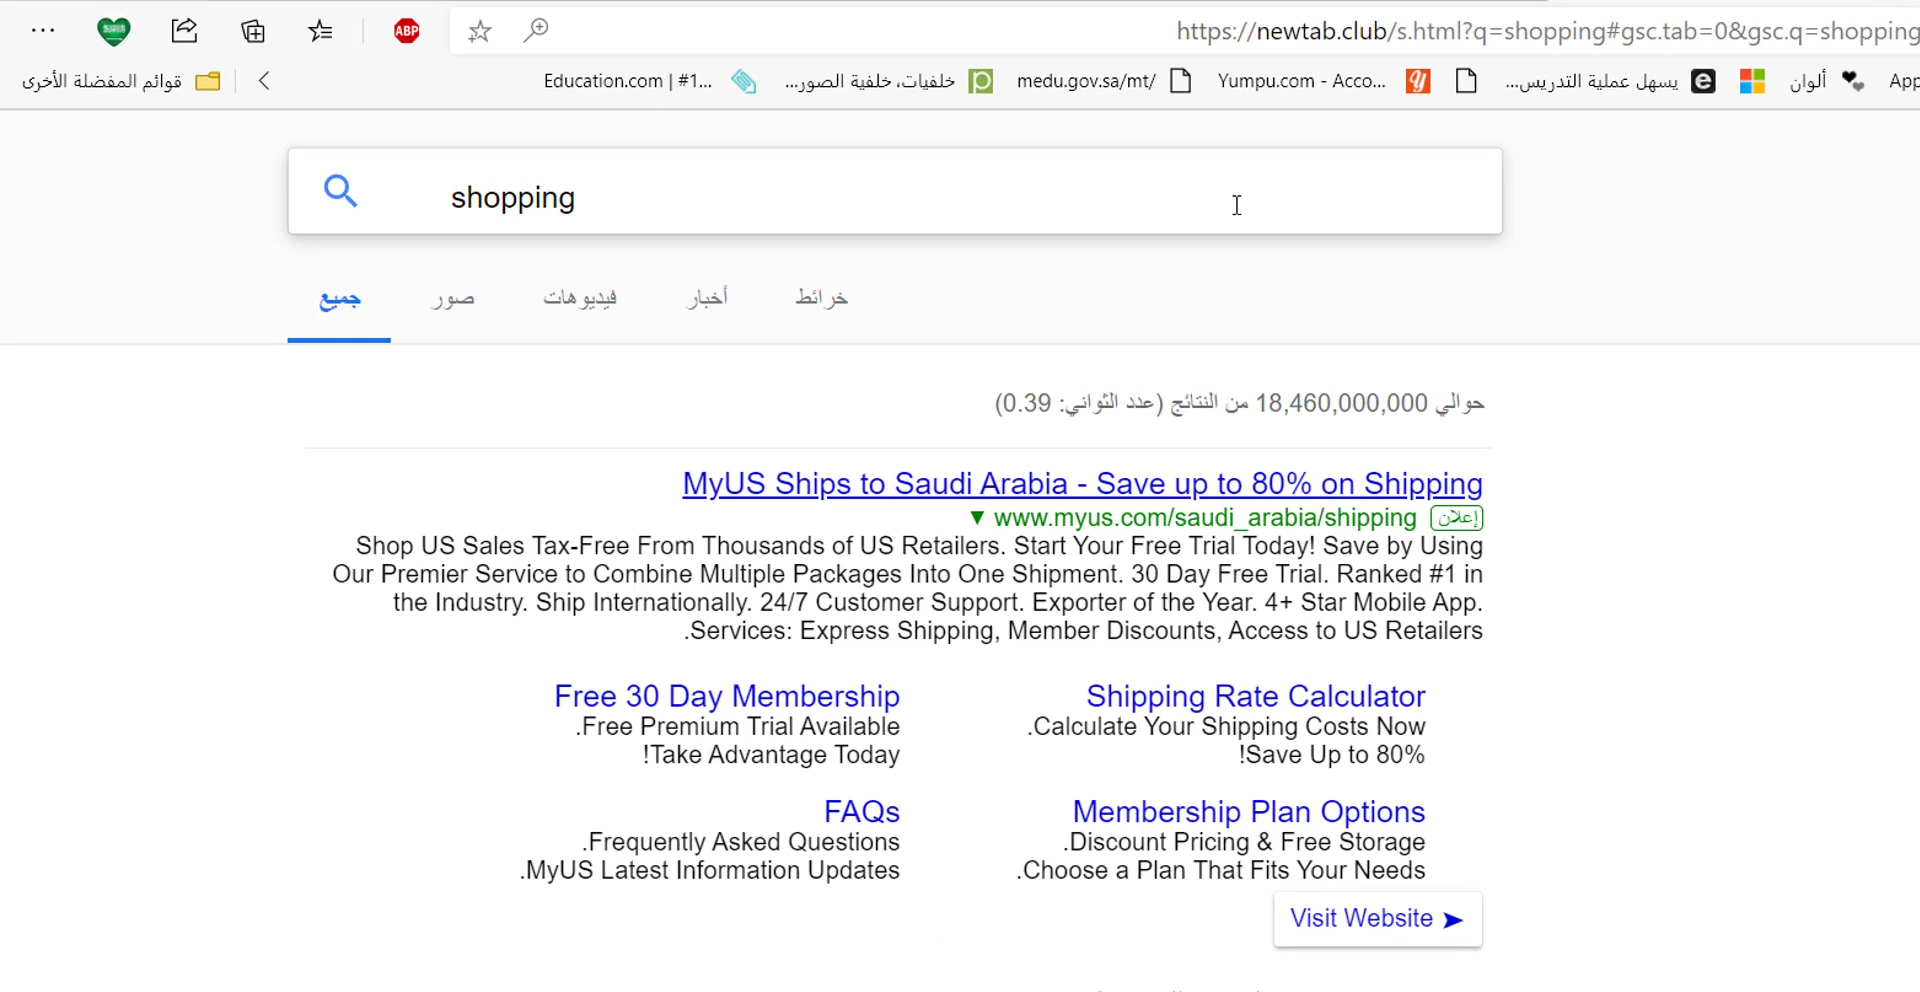 https://newtab.club/s.html?q=shopping#gsc.tab=0&gsc.q=shopping
App
ألوان
يسهل عملية التدريس...
Yumpu.com - Acco...
medu.gov.sa/mt/
خلفيات، خلفية الصور...
Education.com | #1...
قوائم المفضلة الأخرى
ABP
shopping
جميع
صور
فيديوهات
أخبار
خرائط
حوالي 18,460,000,000 من النتائج (عدد الثواني: 0.39)
MyUS Ships to Saudi Arabia - Save up to 80% on Shipping
www.myus.com/saudi_arabia/shipping إعلان
Shop US Sales Tax-Free From Thousands of US Retailers. Start Your Free Trial Today! Save by Using
Our Premier Service to Combine Multiple Packages Into One Shipment. 30 Day Free Trial. Ranked #1 in
the Industry. Ship Internationally. 24/7 Customer Support. Exporter of the Year. 4+ Star Mobile App.
.Services: Express Shipping, Member Discounts, Access to US Retailers
Shipping Rate Calculator
.Calculate Your Shipping Costs Now
!Save Up to 80%
Free 30 Day Membership
.Free Premium Trial Available
!Take Advantage Today
Membership Plan Options
.Discount Pricing & Free Storage
.Choose a Plan That Fits Your Needs
FAQs
.Frequently Asked Questions
.MyUS Latest Information Updates
Visit Website